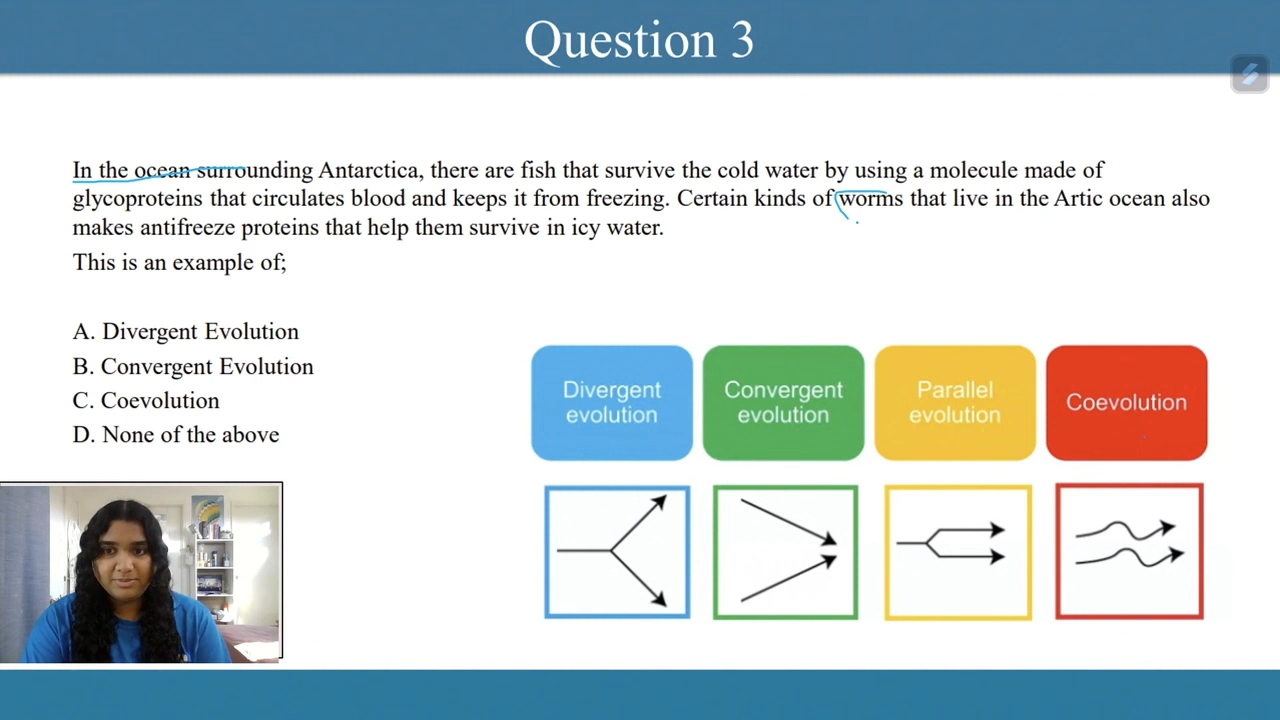 Question 3
In the ocean surrounding Antarctica, there are fish that survive the cold water by using a molecule made of
glycoproteins that circulates blood and keeps it from freezing. Certain kinds of worms that live in the Artic ocean also
makes antifreeze proteins that help them survive in icy water.
This is an example of;
A. Divergent Evolution
B. Convergent Evolution
C. Coevolution
D. None of the above
Divergent
evolution
Convergent
evolution
Parallel
evolution
Coevolution